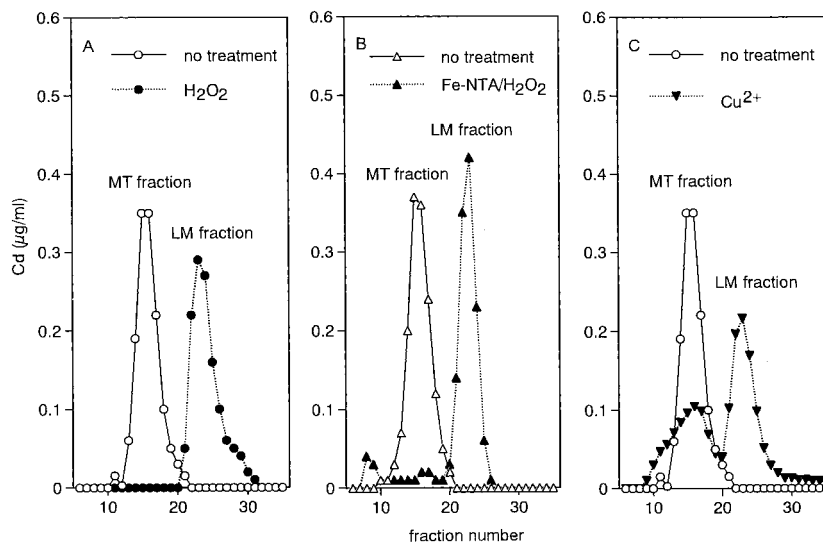 A
no treatment
H2O2
MT fraction
LM fraction
Cd (µg/ml)
0.6
0.5
0.4
0.3
0.2
0.1
0
10
20
30
B
no treatment
Fe-NTA/H2O2
LM fraction
MT fraction
0.6
0.5
0.4
0.3
0.2
0.1
0
10
20
30
fraction number
C
no treatment
Cu2+
MT fraction
LM fraction
0.6
0.5
0.4
0.3
0.2
0.1
0
10
20
30